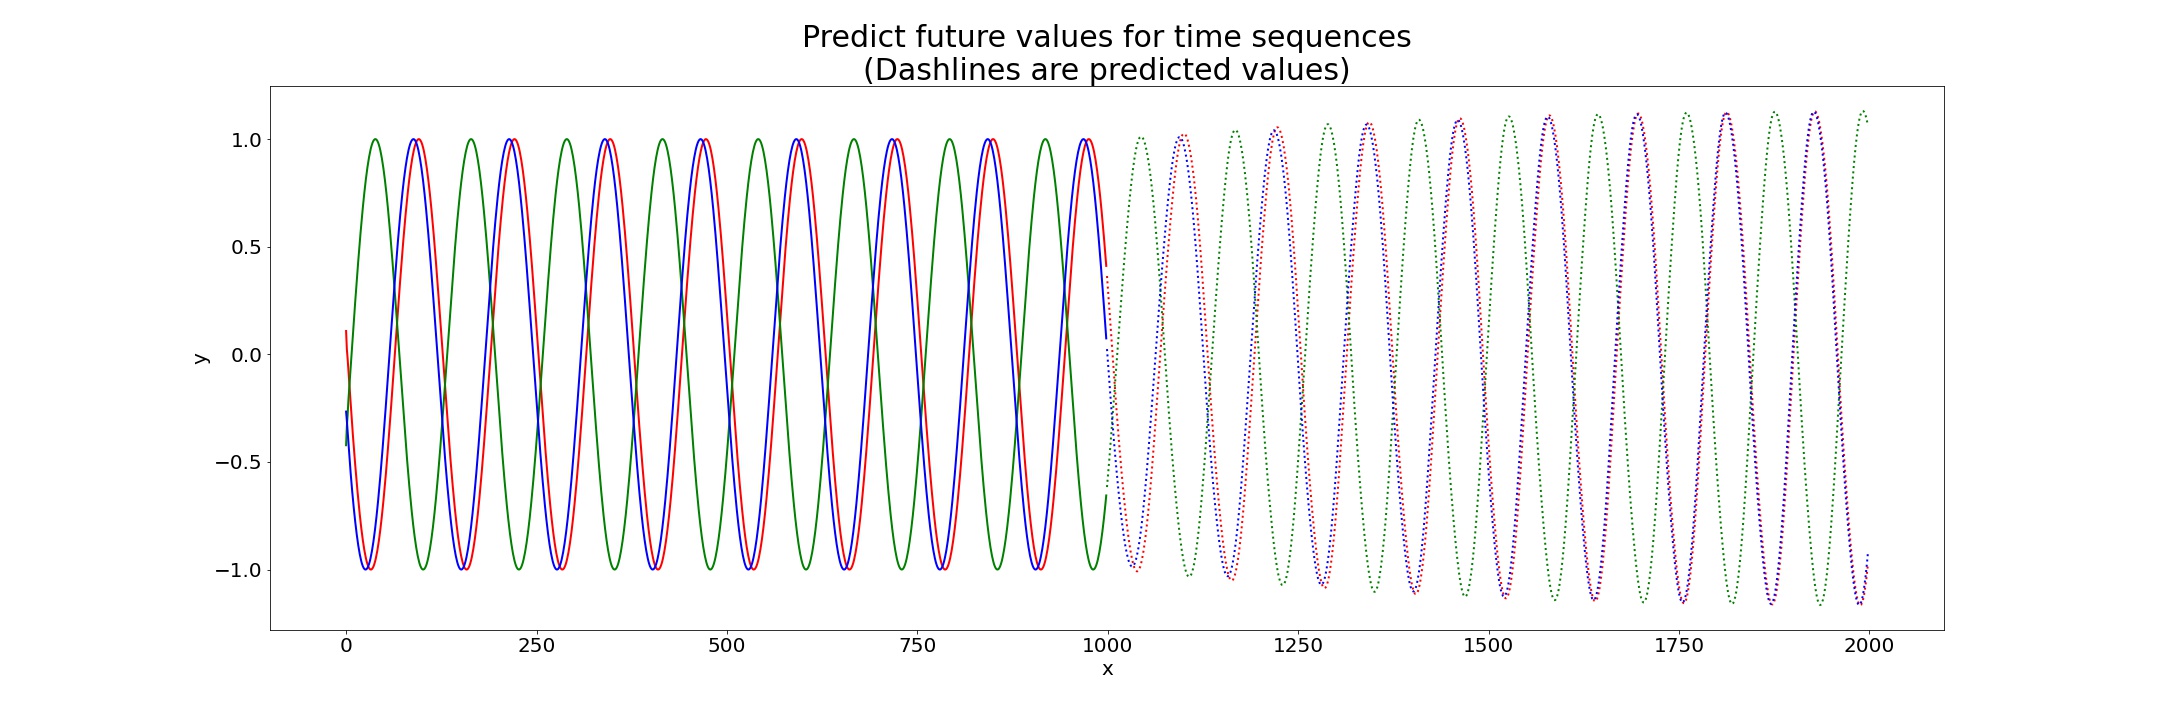 Predict future values for time sequences
(Dashlines are predicted values)
1.0
0.5
0.0
−0.5
−1.0
y
0 250 500 750 1000 1250 1500 1750 2000
x